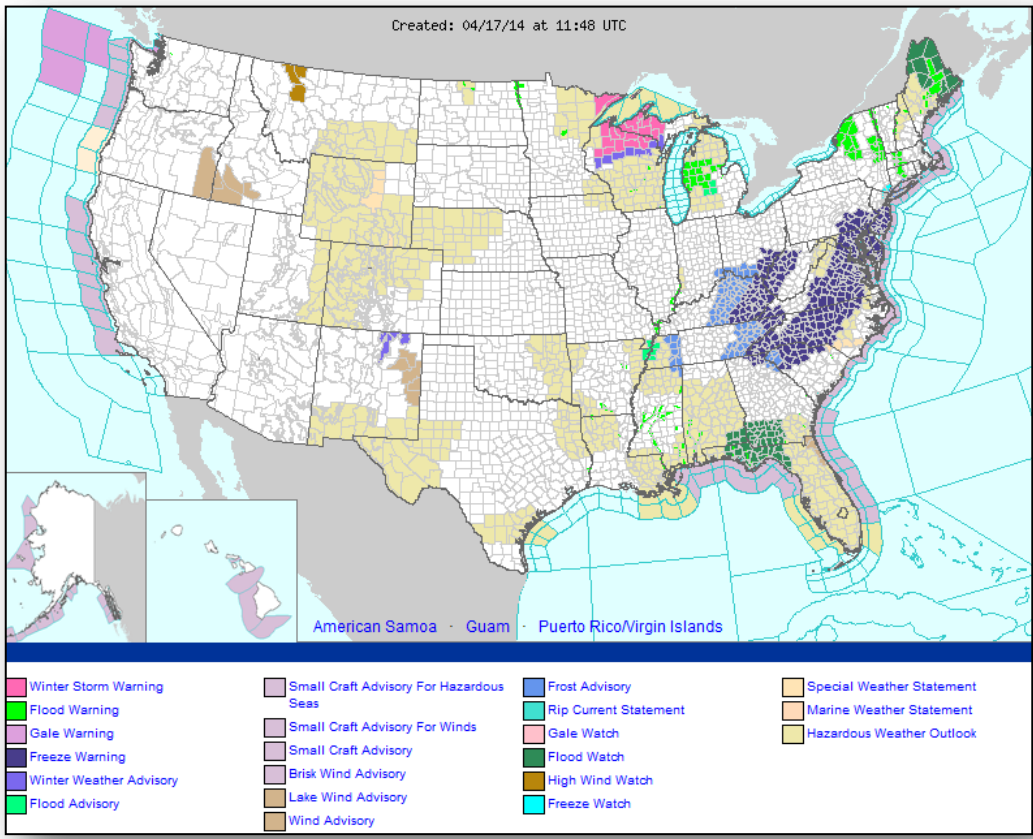 Created: 04/17/14 at 11:48 UTC
American Samoa · Guam · Puerto Rico/Virgin Islands
Winter Storm Warning
Flood Warning
Gale Warning
Freeze Warning
Winter Weather Advisory
Flood Advisory
Small Craft Advisory For Hazardous
Seas
Small Craft Advisory For Winds
Small Craft Advisory
Brisk Wind Advisory
Lake Wind Advisory
Wind Advisory
Frost Advisory
Rip Current Statement
Gale Watch
Flood Watch
High Wind Watch
Freeze Watch
Special Weather Statement
Marine Weather Statement
Hazardous Weather Outlook